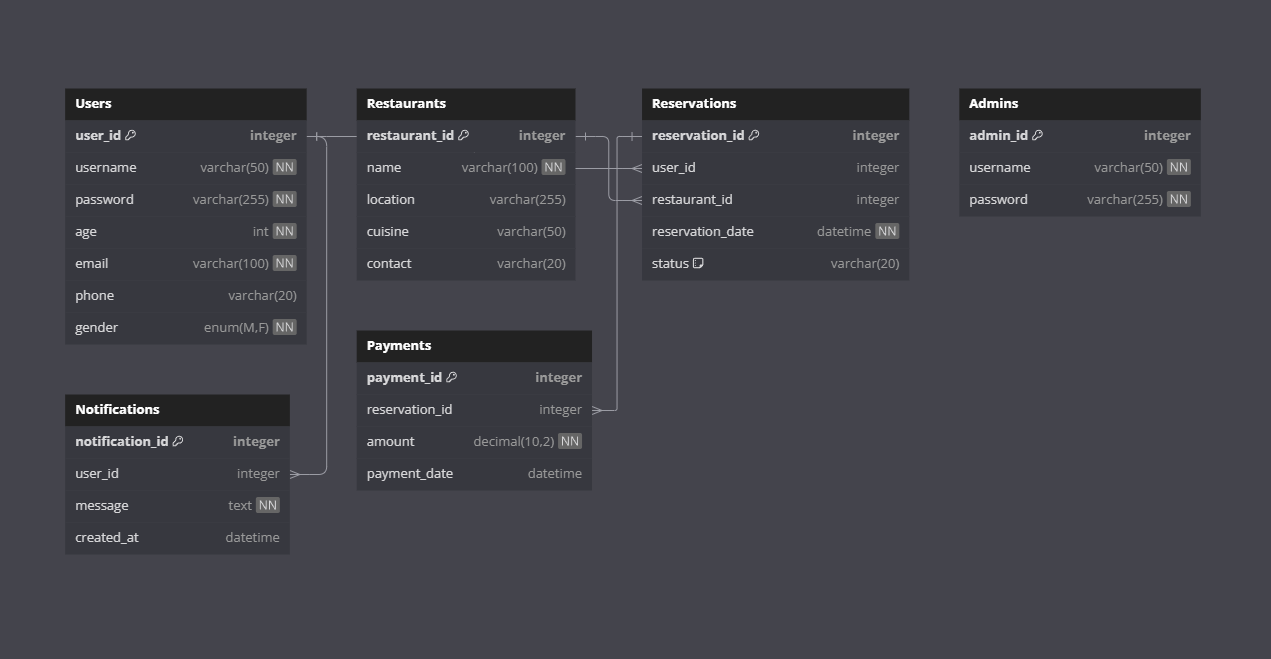 Users
user_id integer
username varchar(50) NN
password varchar(255) NN
age int NN
email varchar(100) NN
phone varchar(20)
gender enum(M,F) NN
Restaurants
restaurant_id integer
name varchar(100) NN
location varchar(255)
cuisine varchar(50)
contact varchar(20)
Reservations
reservation_id integer
user_id integer
restaurant_id integer
reservation_date datetime NN
status varchar(20)
Admins
admin_id integer
username varchar(50) NN
password varchar(255) NN
Notifications
notification_id integer
user_id integer
message text NN
created_at datetime
Payments
payment_id integer
reservation_id integer
amount decimal(10,2) NN
payment_date datetime